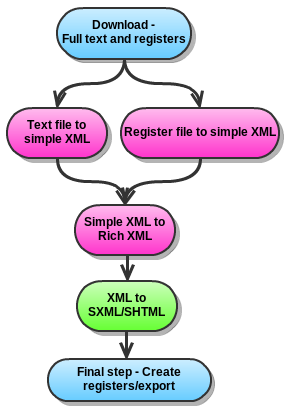 Download -
Full text and registers
Text file to
simple XML
Register file to simple XML
Simple XML to
Rich XML
XML to
SXML/SHTML
Final step - Create
registers/export